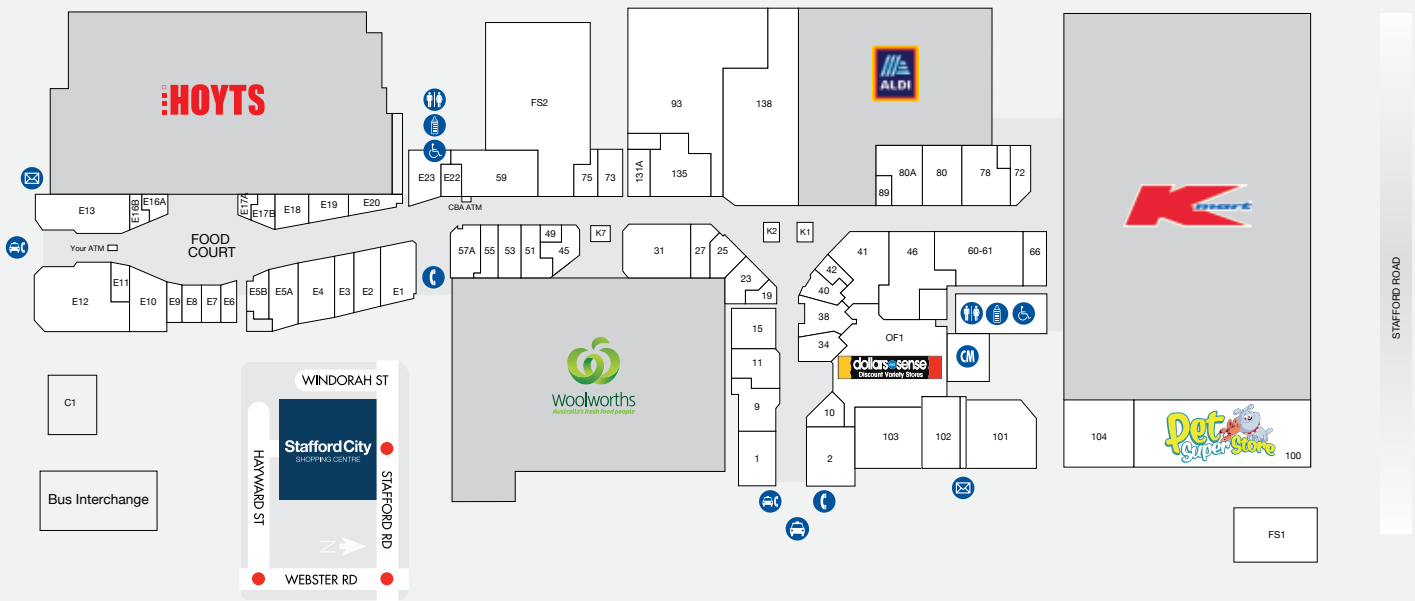 HOYTS
FS2
93
138
ALDI
Kmart
STAFFORD ROAD
E23
E22
59
75
73
131A
135
89
80A
80
78
72
CBA ATM
E13
E16B
E16A
E17A
E17B
E18
E19
E20
FOOD
COURT
Your ATM
E12
E11
E10
E9
E8
E7
E6
E5B
E5A
E4
E3
E2
E1
57A
55
53
51
49
45
K7
31
27
25
23
19
K2
K1
41
42
40
38
34
46
60-61
66
OF1
dollars sense
Discount Variety Stores
CM
Woolworths
Australia's fresh food people
15
11
9
1
10
2
103
102
101
104
Pet
Super Store
100
FS1
C1
Bus Interchange
WINDORAH ST
Stafford City
SHOPPING CENTRE
HAYWARD ST
STAFFORD RD
N
WEBSTER RD